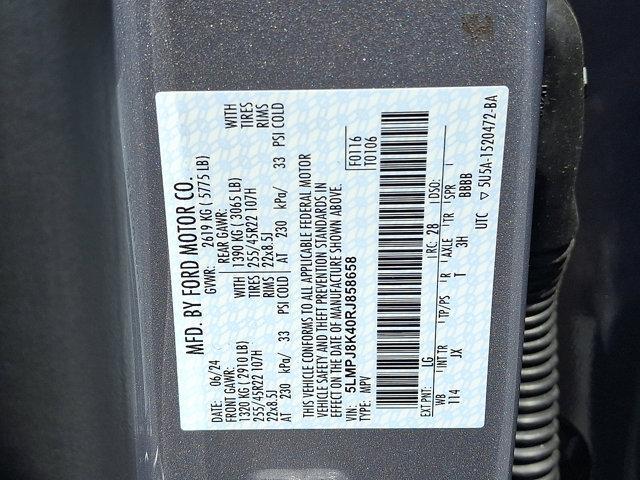 MFD. BY FORD MOTOR CO.
DATE: 06/24 GVWR: 2619 KG ( 5775 LB)
FRONT GAWR: REAR GAWR:
1320 KG ( 2910 LB) WITH 1390 KG ( 3065 LB) WITH
255/45R22 107H TIRES 255/45R22 107H TIRES
22x8.5J RIMS 22x8.5J RIMS
AT 230 kPa/ 33 PSI COLD AT 230 kPa/ 33 PSI COLD
THIS VEHICLE CONFORMS TO ALL APPLICABLE FEDERAL MOTOR
VEHICLE SAFETY AND THEFT PREVENTION STANDARDS IN
EFFECT ON THE DATE OF MANUFACTURE SHOWN ABOVE.
VIN: 5LMPJ8K40RJ858658 F0116
TYPE: MPV T0106
EXT PNT: LG RC: 28 DSO:
WB INT TR TP/PS R AXLE TR SPR
114 JX T 3H BBBB
UTC ▽ 5U5A-1520472-BA